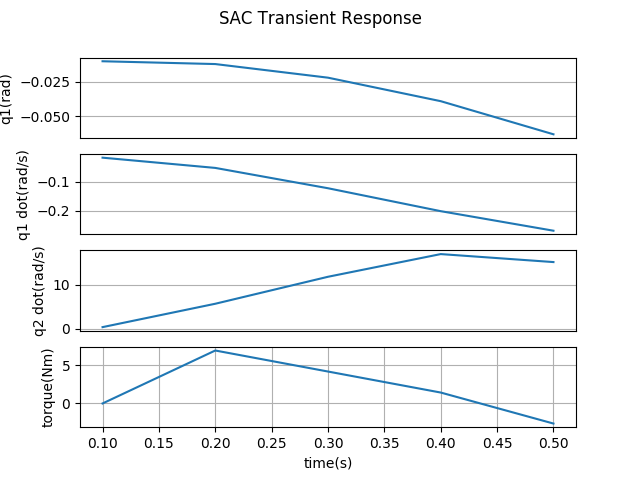 SAC Transient Response
−0.025
−0.050
q1(rad)
−0.1
−0.2
q1 dot(rad/s)
10
0
q2 dot(rad/s)
5
0
torque(Nm)
0.10 0.15 0.20 0.25 0.30 0.35 0.40 0.45 0.50
time(s)